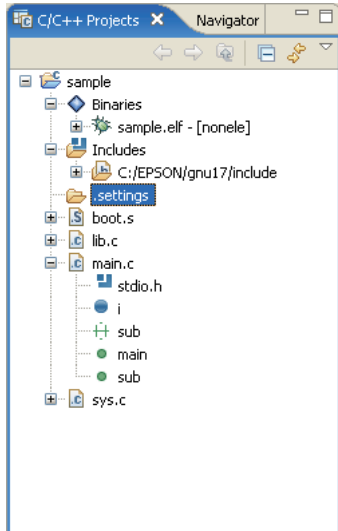 C/C++ Projects Navigator
sample
Binaries
sample.elf - [nonele]
Includes
C:/EPSON/gnu17/include
.settings
boot.s
lib.c
main.c
stdio.h
i
sub
main
sub
sys.c